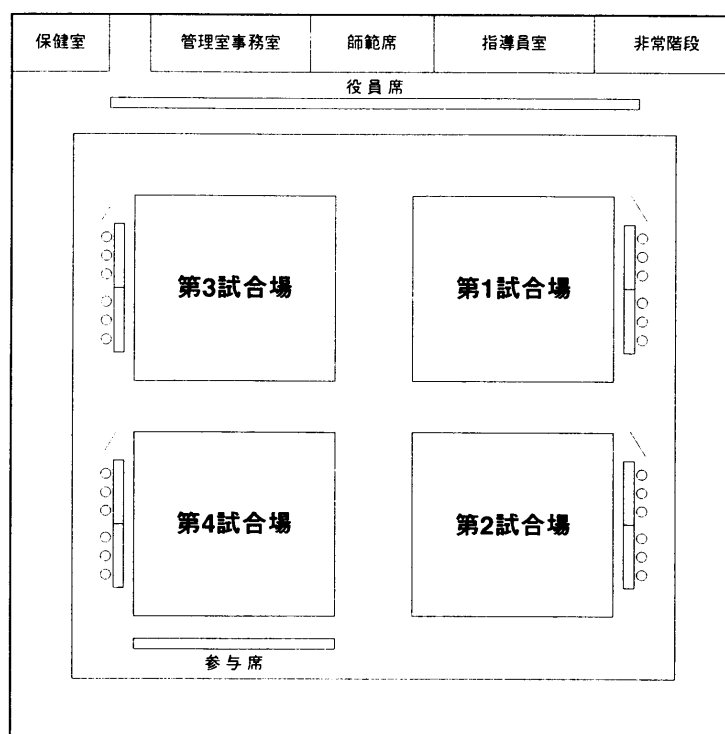 保健室
管理室事務室
師範席
指導員室
非常階段
役員席
第3試合場
第1試合場
第4試合場
第2試合場
参与席